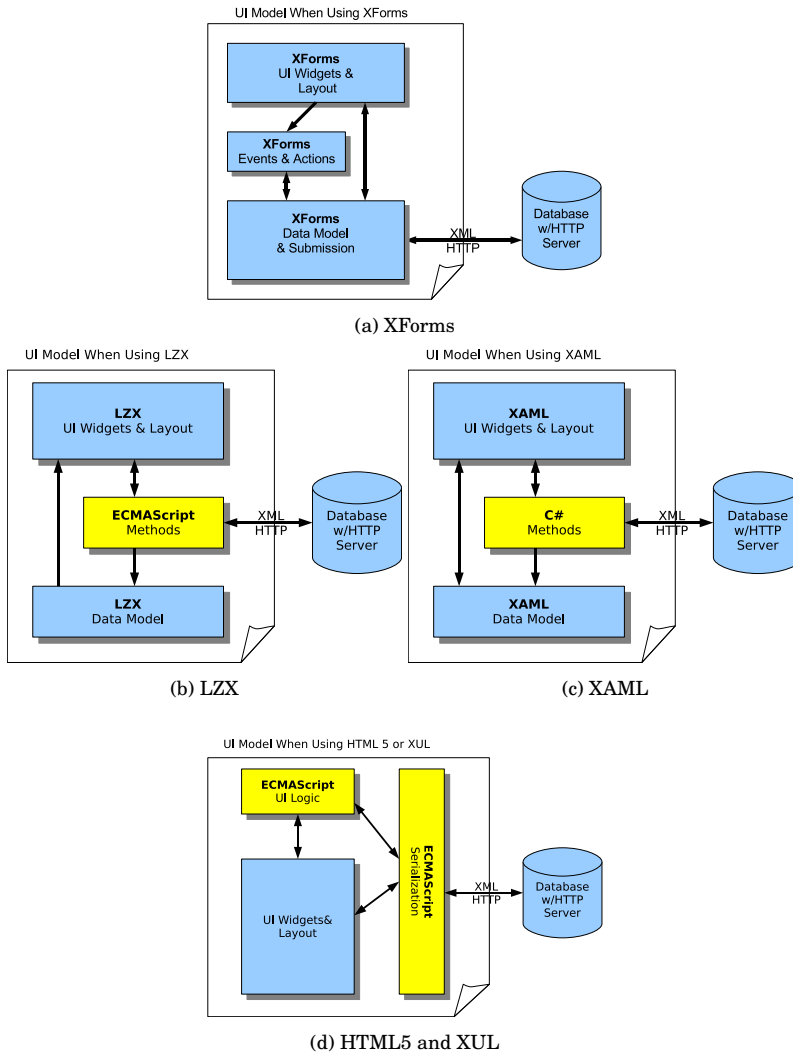 UI Model When Using XForms
XForms
UI Widgets &
Layout
XForms
Events & Actions
XForms
Data Model
& Submission
XML
HTTP
Database
w/HTTP
Server
(a) XForms
UI Model When Using LZX
LZX
UI Widgets & Layout
ECMAScript
Methods
LZX
Data Model
XML
HTTP
Database
w/HTTP
Server
(b) LZX
UI Model When Using XAML
XAML
UI Widgets & Layout
C#
Methods
XAML
Data Model
XML
HTTP
Database
w/HTTP
Server
(c) XAML
UI Model When Using HTML 5 or XUL
ECMAScript
UI Logic
UI Widgets&
Layout
ECMAScript
Serialization
XML
HTTP
Database
w/HTTP
Server
(d) HTML5 and XUL